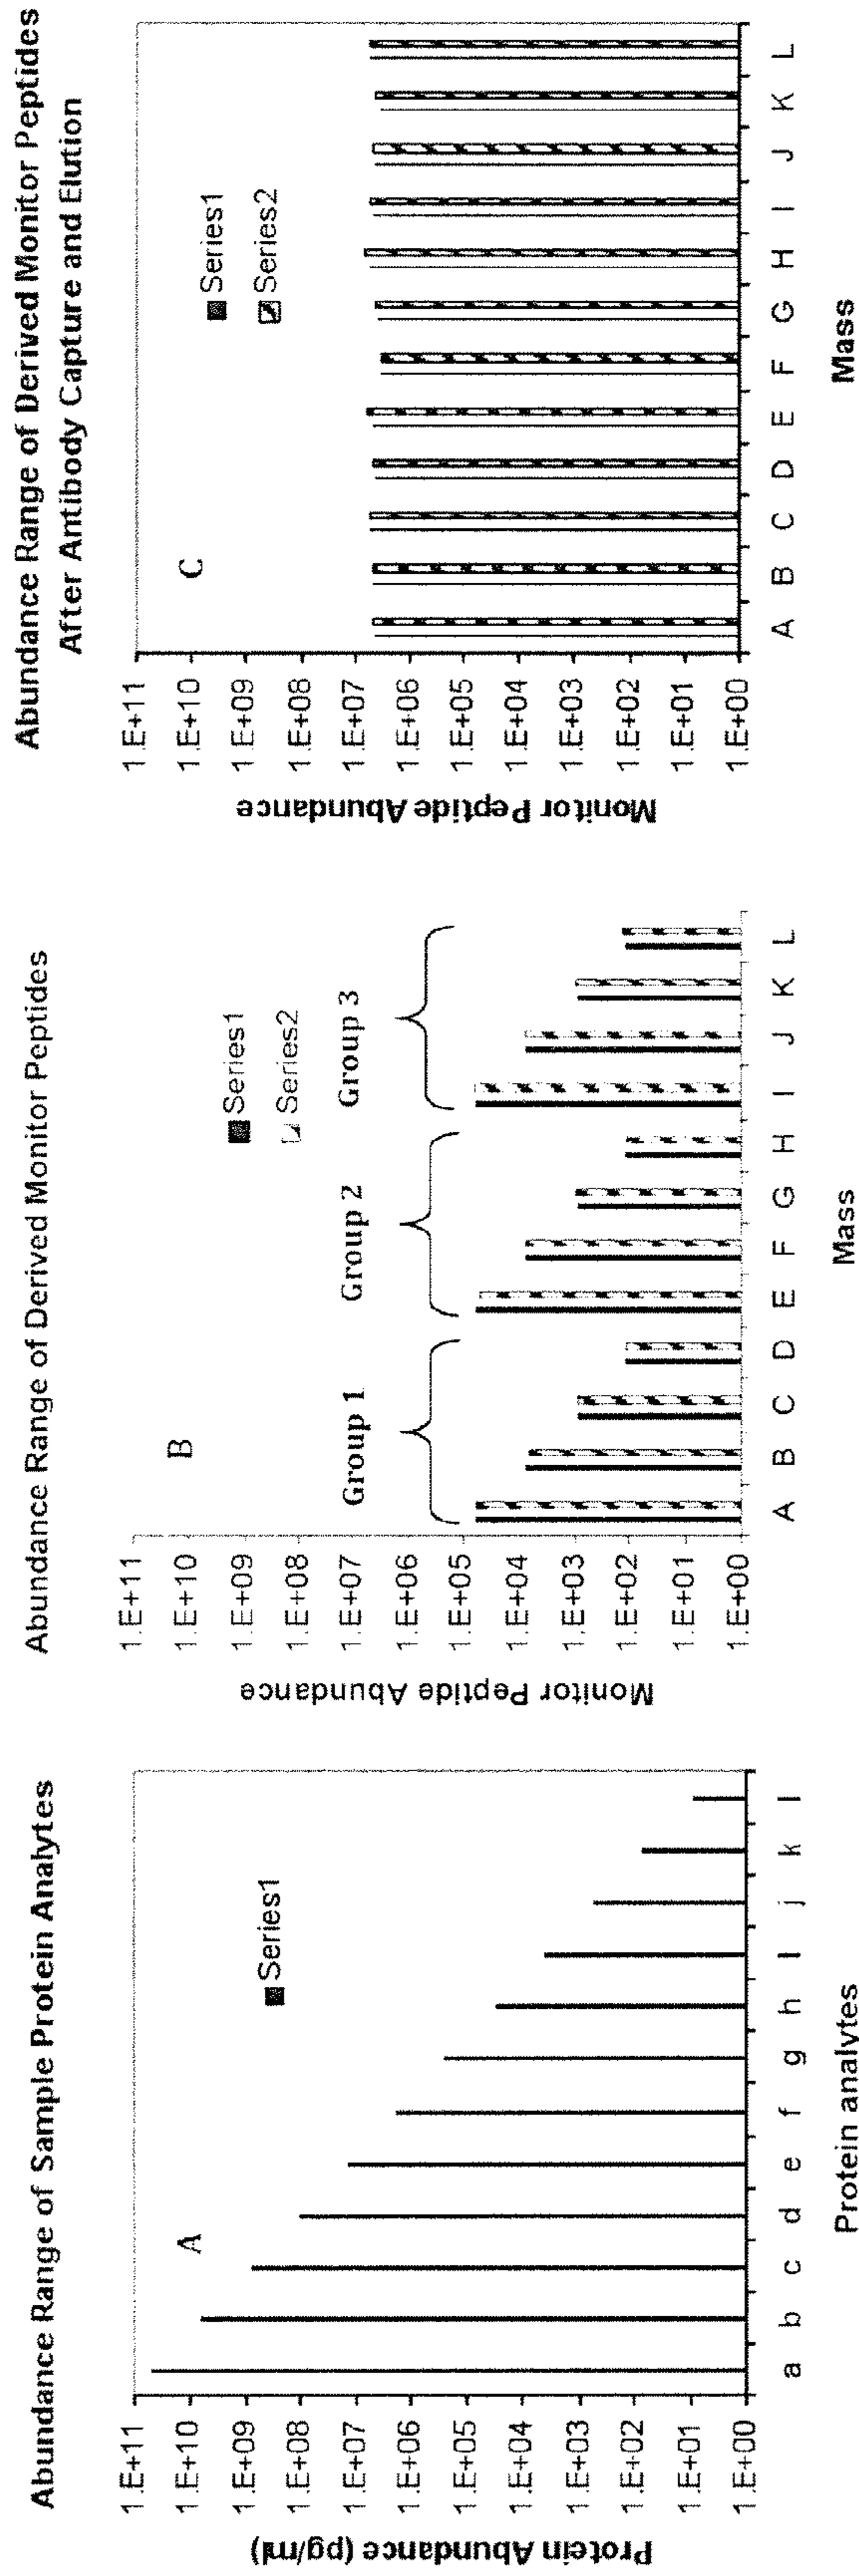 Abundance Range of Sample Protein Analytes
A
Series1
Protein Abundance (pg/ml)
1.E+11
1.E+10
1.E+09
1.E+08
1.E+07
1.E+06
1.E+05
1.E+04
1.E+03
1.E+02
1.E+01
1.E+00
a b c d e f g h I j k l
Protein analytes
Abundance Range of Derived Monitor Peptides
B
Series1
Series2
Group 1 Group 2 Group 3
Monitor Peptide Abundance
1.E+11
1.E+10
1.E+09
1.E+08
1.E+07
1.E+06
1.E+05
1.E+04
1.E+03
1.E+02
1.E+01
1.E+00
A B C D E F G H I J K L
Mass
Abundance Range of Derived Monitor Peptides
After Antibody Capture and Elution
C
Series1
Series2
Monitor Peptide Abundance
1.E+11
1.E+10
1.E+09
1.E+08
1.E+07
1.E+06
1.E+05
1.E+04
1.E+03
1.E+02
1.E+01
1.E+00
A B C D E F G H I J K L
Mass